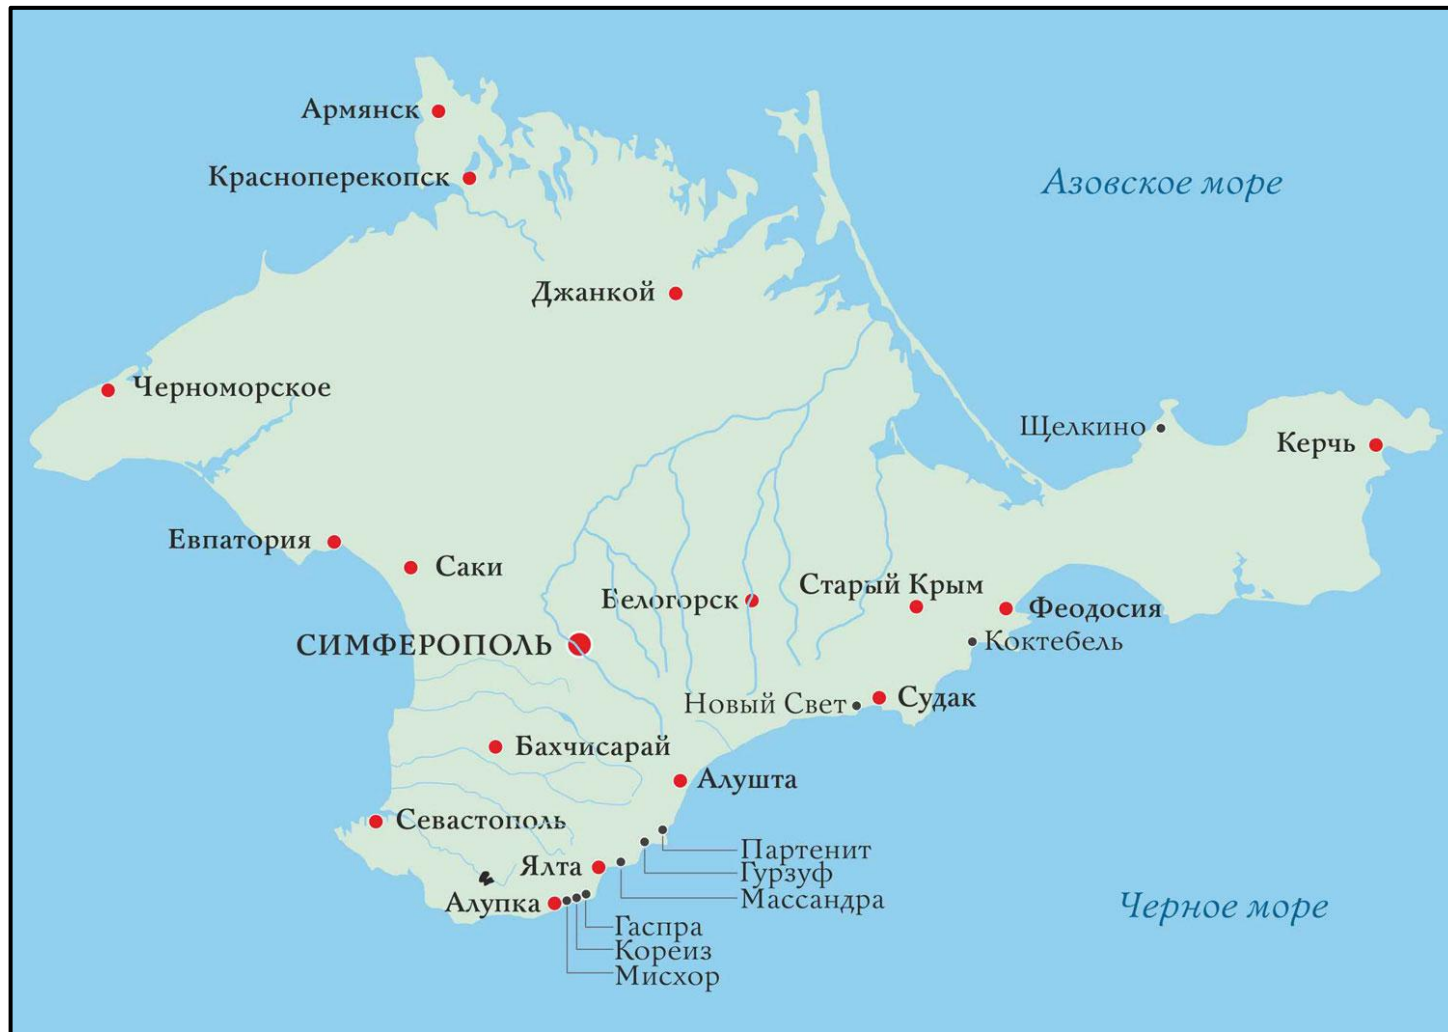 Армянск
Красноперекопск
Азовское море
Джанкой
Черноморское
Щелкино
Керчь
Евпатория
Саки
Белогорск
Старый Крым
Феодосия
СИМФЕРОПОЛЬ
Коктебель
Новый Свет
Судак
Бахчисарай
Алушта
Севастополь
Партенит
Ялта
Гурзуф
Массандра
Алупка
Черное море
Гаспра
Кореиз
Мисхор